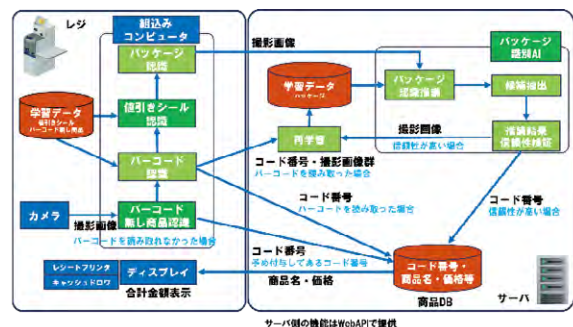 レジ
組込み
コンピュータ
パッケージ
認識
値引きシール
認識
バーコード
認識
バーコード
無し商品認識
学習データ
値引きシール
バーコード無し商品
カメラ
撮影画像
バーコードを読み取れなかった場合
レシートプリンタ
キャッシュドロワ
ディスプレイ
合計金額表示
撮影画像
学習データ
パッケージ
再学習
パッケージ
認識推論
候補抽出
推論結果
信頼性検証
パッケージ
識別AI
撮影画像
信頼性が高い場合
コード番号・撮影画像群
バーコードを読み取った場合
コード番号
バーコードを読み取った場合
コード番号
信頼性が高い場合
コード番号
予め付与してあるコード番号
商品名・価格
コード番号・
商品名・価格等
商品DB
サーバ
サーバ側の機能はWebAPIで提供